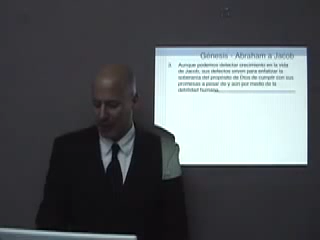 Génesis - Abraham a Jacob
3 Aunque podemos detectar crecimiento en la vida
de Jacob, sus defectos sirven para enfatizar la
soberanía del propósito de Dios de cumplir con sus
promesas a pesar de y aún por medio de la
debilidad humana.